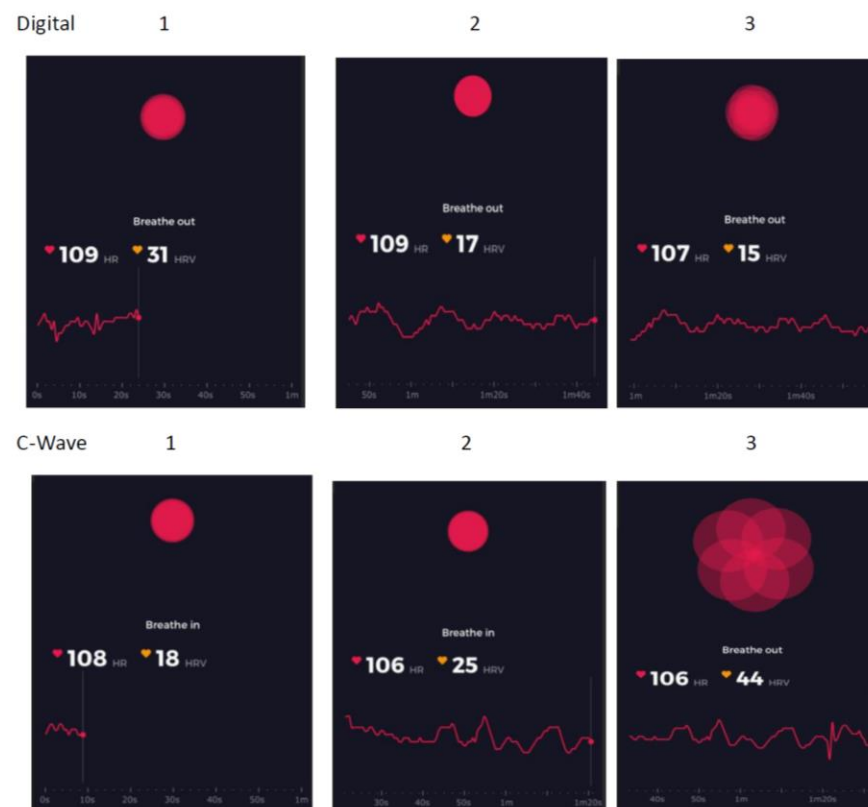 Digital 1 2 3
Breathe out
109 HR 31 HRV
0s 10s 20s 30s 40s 50s 1m
Breathe out
109 HR 17 HRV
50s 1m 1m20s 1m40s
Breathe out
107 HR 15 HRV
1m 1m20s 1m40s
C-Wave 1 2 3
Breathe in
108 HR 18 HRV
0s 10s 20s 30s 40s 50s 1m
Breathe in
106 HR 25 HRV
30s 40s 50s 1m 1m20s
Breathe out
106 HR 44 HRV
40s 50s 1m 1m20s